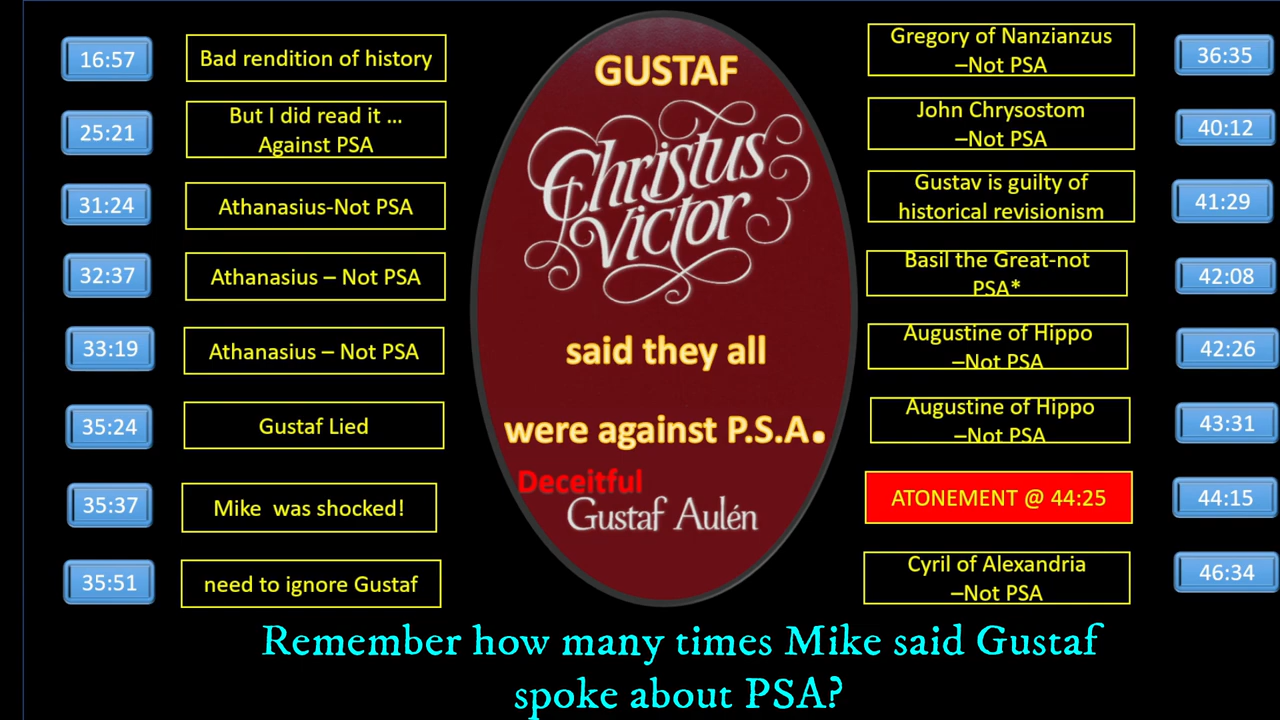 16:57
Bad rendition of history
25:21
But I did read it ...
Against PSA
31:24
Athanasius-Not PSA
32:37
Athanasius – Not PSA
33:19
Athanasius – Not PSA
35:24
Gustaf Lied
35:37
Mike was shocked!
35:51
need to ignore Gustaf
GUSTAF
Christus
Victor
said they all
were against P.S.A.
Deceitful
Gustaf Aulén
Gregory of Nanzianzus
–Not PSA
36:35
John Chrysostom
–Not PSA
40:12
Gustav is guilty of
historical revisionism
41:29
Basil the Great-not
PSA*
42:08
Augustine of Hippo
–Not PSA
42:26
Augustine of Hippo
–Not PSA
43:31
ATONEMENT @ 44:25
44:15
Cyril of Alexandria
–Not PSA
46:34
Remember how many times Mike said Gustaf
spoke about PSA?